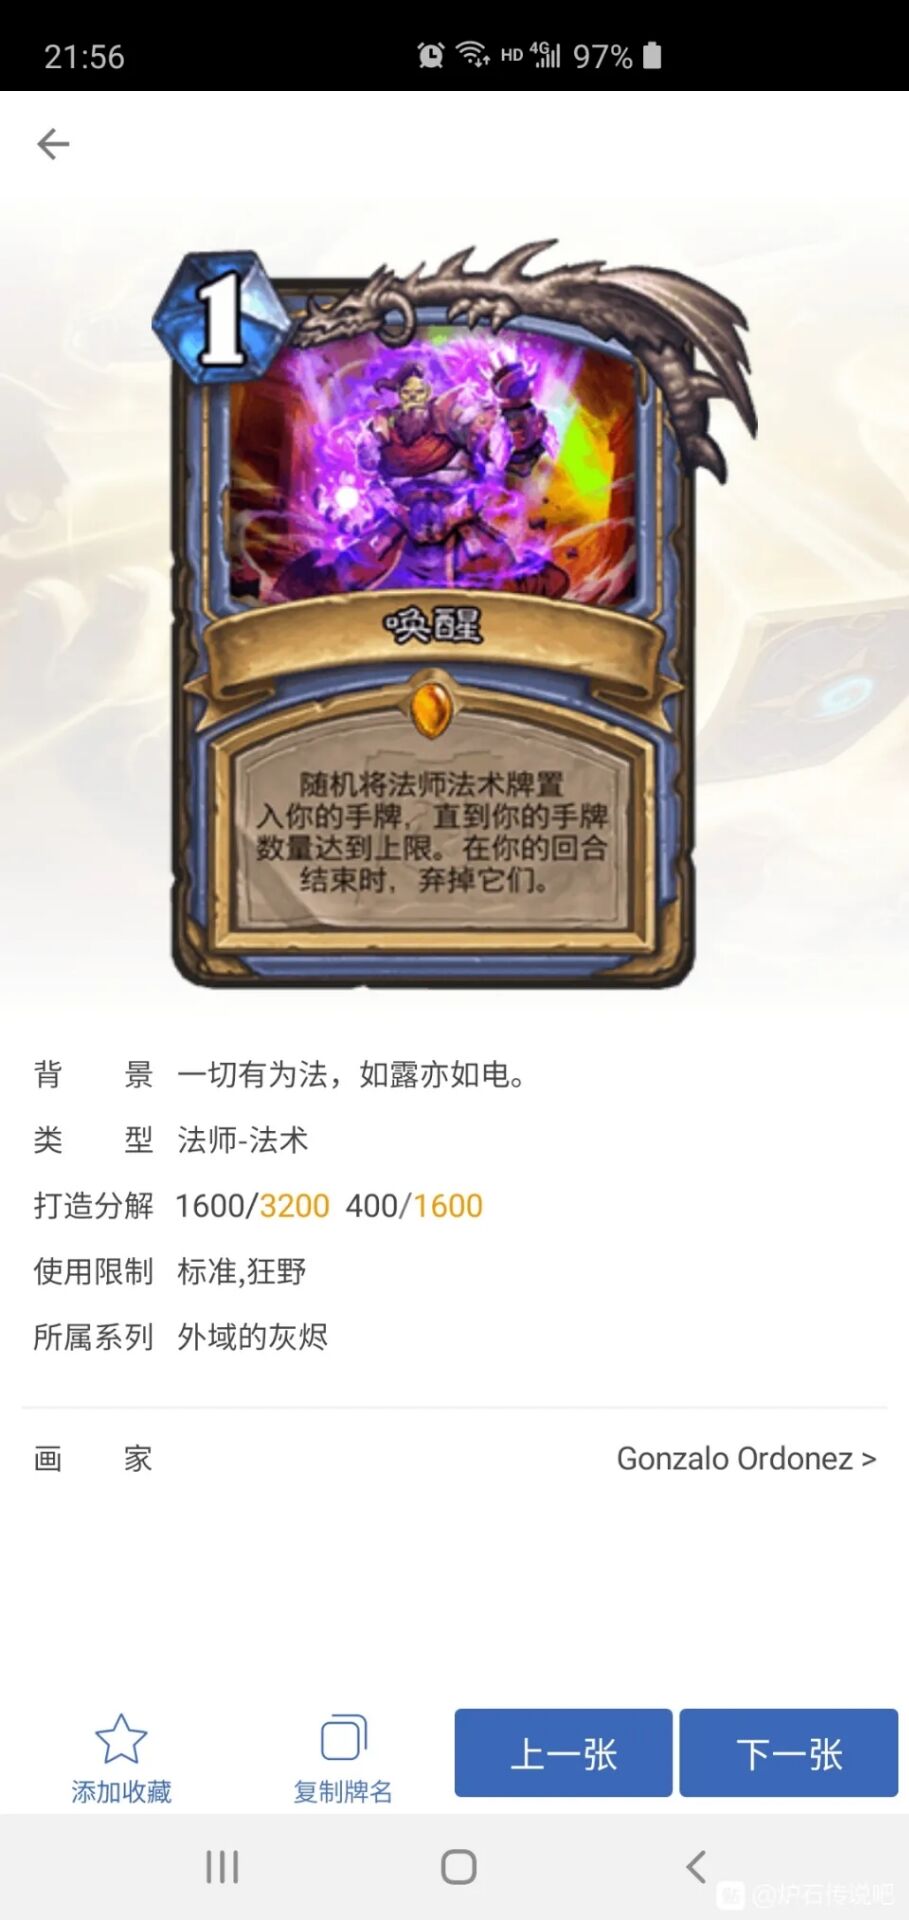 21:56
HD 4G 97%
1
唤醒
随机将法师法术牌置
入你的手牌，直到你的手牌
数量达到上限。在你的回合
结束时，弃掉它们。
背 景 一切有为法，如露亦如电。
类 型 法师-法术
打造分解 1600/3200 400/1600
使用限制 标准,狂野
所属系列 外域的灰烬
画 家 Gonzalo Ordonez >
添加收藏 复制牌名 上一张 下一张
贴 @炉石传说吧